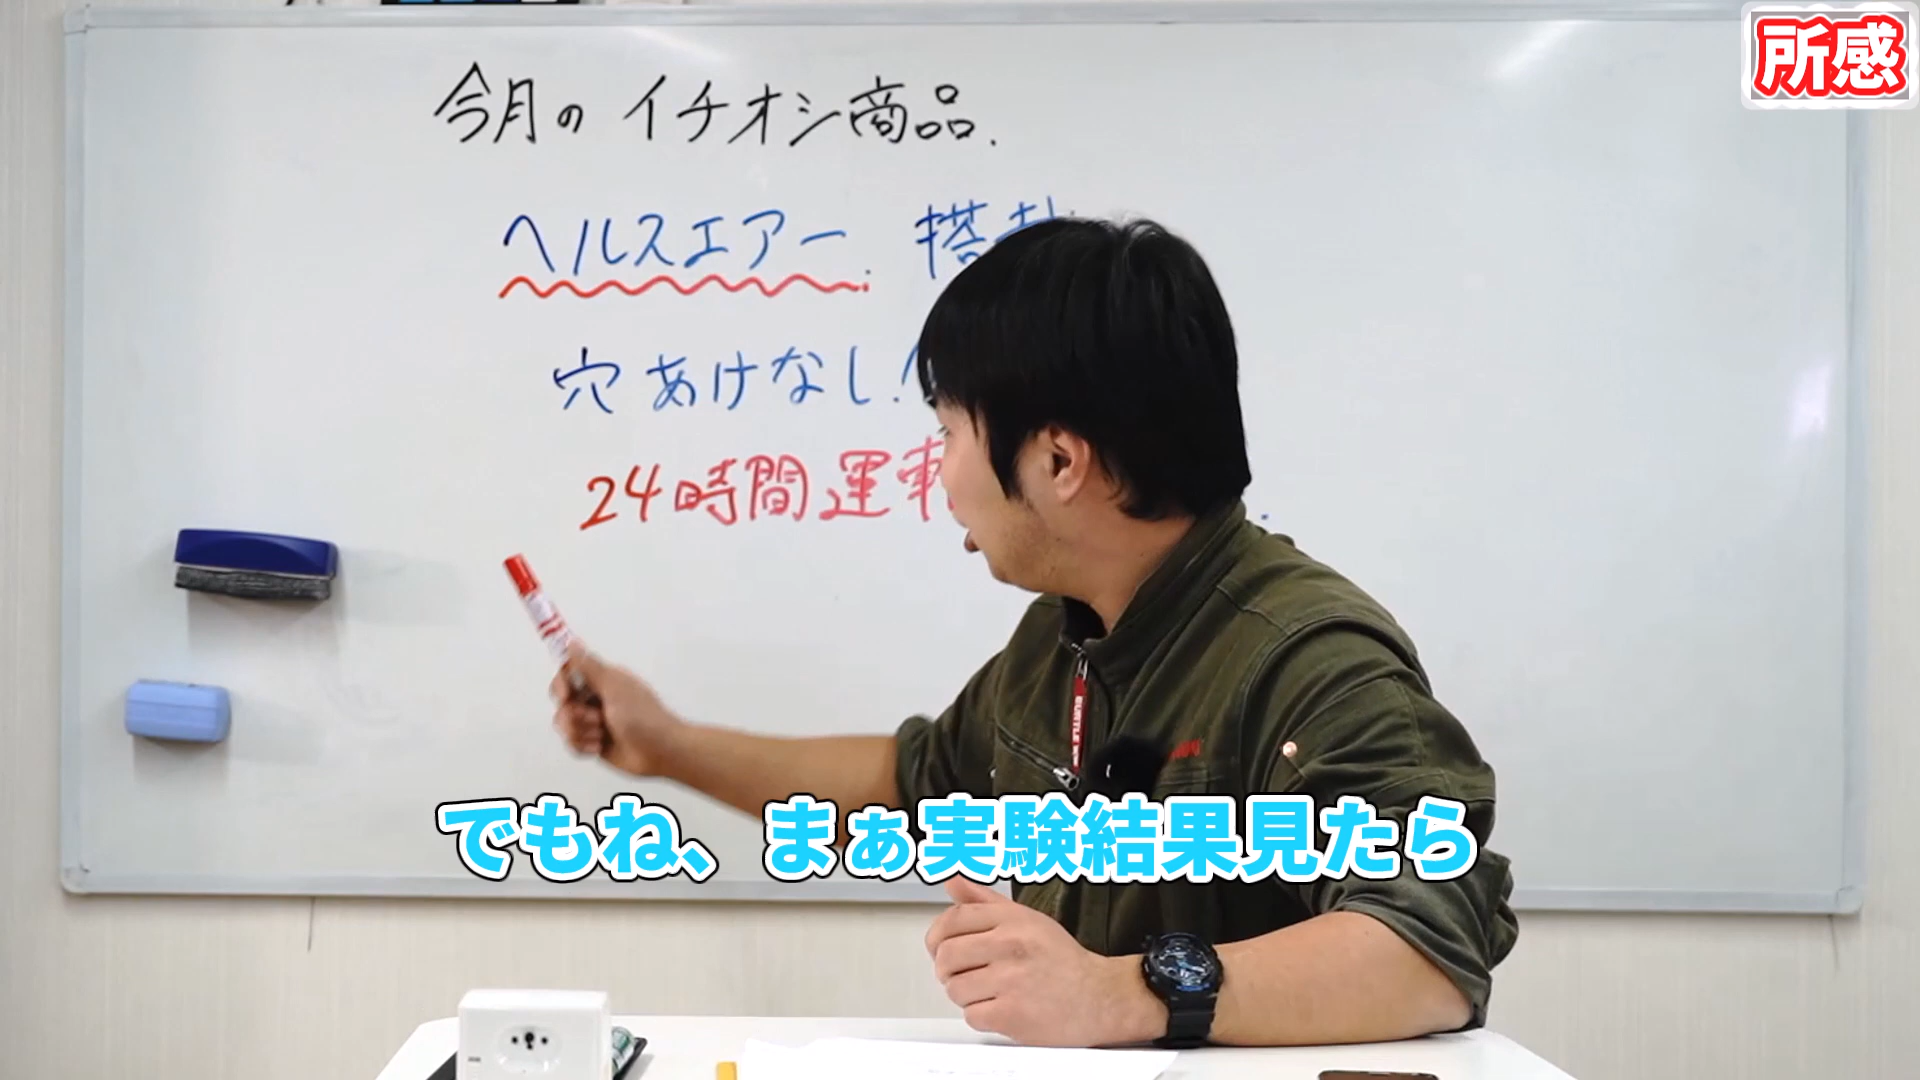 所感
今月のイチオシ商品.
ヘルスエアー 搭
穴あけなし!
24時間運転
でもね、まぁ実験結果見たら